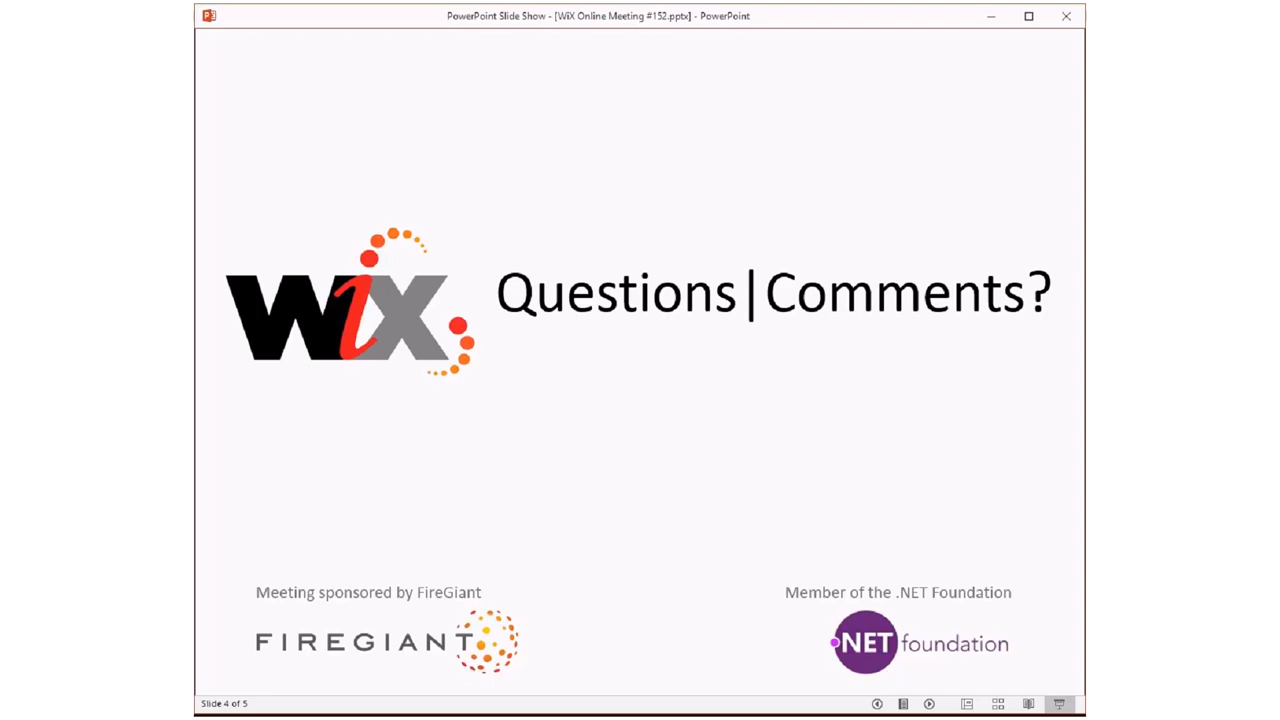 PowerPoint Slide Show - [WiX Online Meeting #152.pptx] - PowerPoint
WiX
Questions|Comments?
Meeting sponsored by FireGiant
Member of the .NET Foundation
FIREGIANT
.NET foundation
Slide 4 of 5